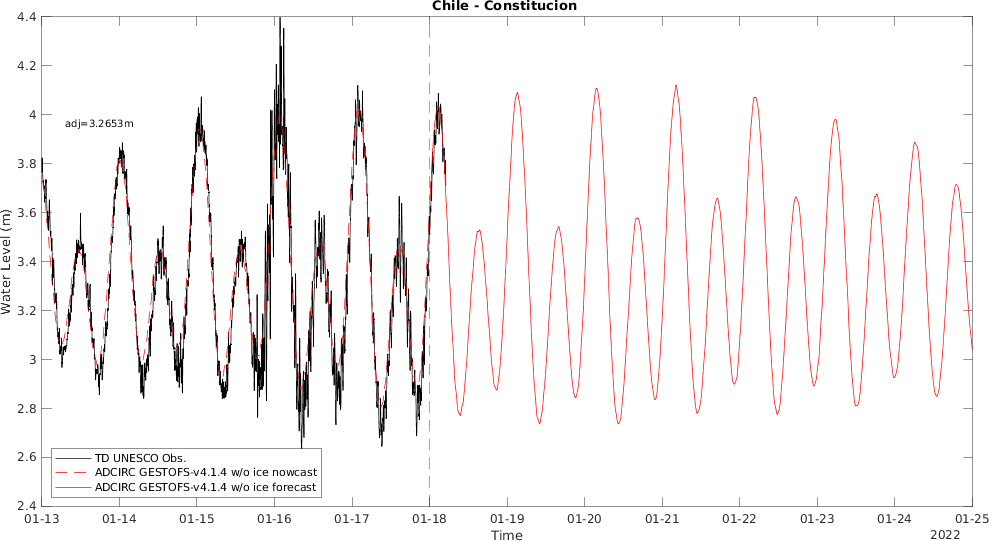 Chile - Constitucion
4.4
4.2
4
3.8
3.6
3.4
3.2
3
2.8
2.6
2.4
Water Level (m)
adj=3.2653m
TD UNESCO Obs.
ADCIRC GESTOFS-v4.1.4 w/o ice nowcast
ADCIRC GESTOFS-v4.1.4 w/o ice forecast
01-13 01-14 01-15 01-16 01-17 01-18 01-19 01-20 01-21 01-22 01-23 01-24 01-25
Time
2022